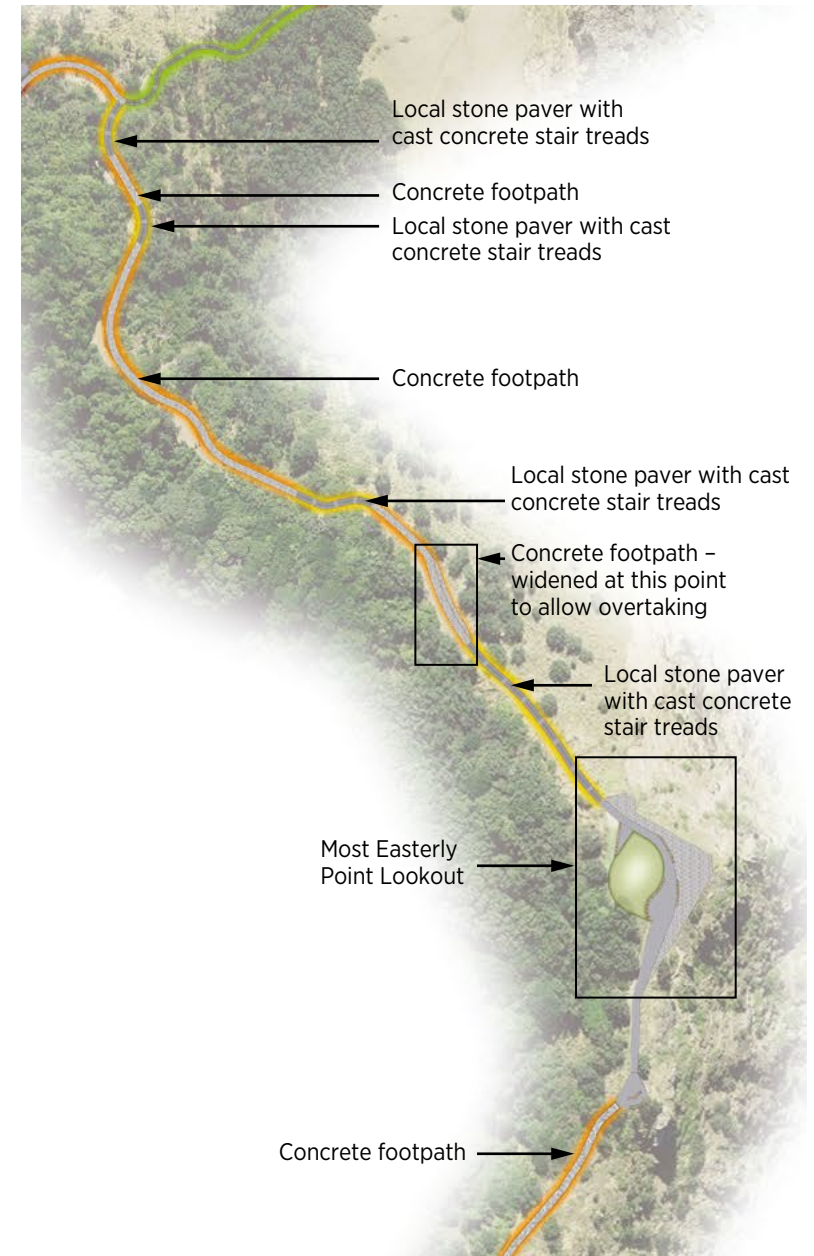 Local stone paver with
cast concrete stair treads
Concrete footpath
Local stone paver with cast
concrete stair treads
Concrete footpath
Local stone paver with cast
concrete stair treads
Concrete footpath –
widened at this point
to allow overtaking
Local stone paver
with cast concrete
stair treads
Most Easterly
Point Lookout
Concrete footpath